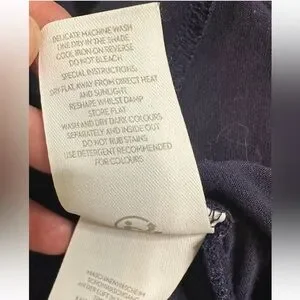 DELICATE MACHINE WASH
LINE DRY IN THE SHADE
COOL IRON ON REVERSE
DO NOT BLEACH
SPECIAL INSTRUCTIONS
DRY FLAT AWAY FROM DIRECT HEAT
AND SUNLIGHT
RESHAPE WHILST DAMP
STORE FLAT
WASH AND DRY DARK COLOURS
SEPARATELY AND INSIDE OUT
DO NOT RUB STAINS
USE DETERGENT RECOMMENDED
FOR COLOURS